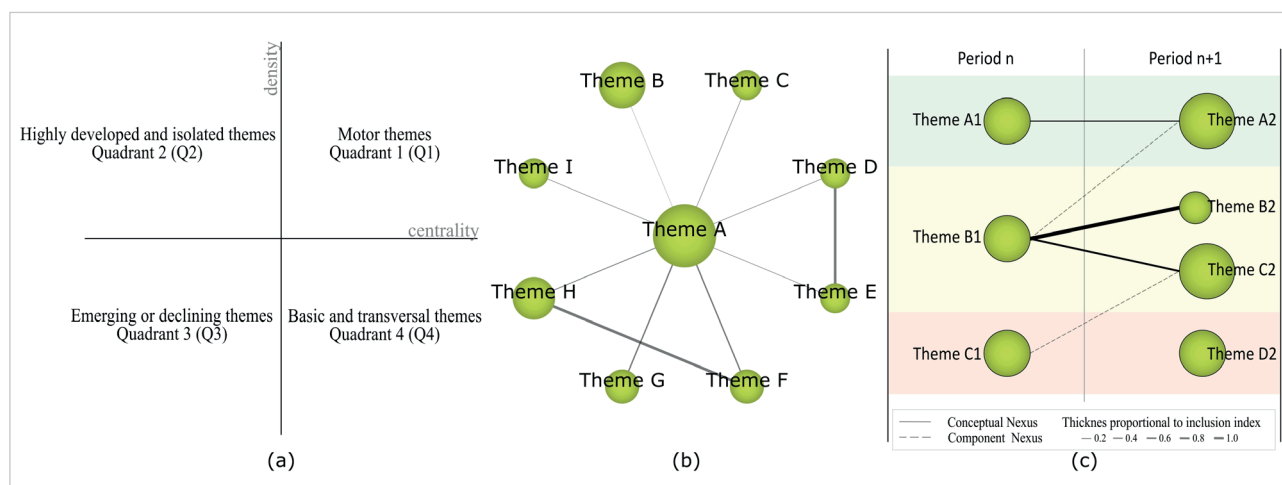 density
Highly developed and isolated themes
Quadrant 2 (Q2)
Motor themes
Quadrant 1 (Q1)
centrality
Emerging or declining themes
Quadrant 3 (Q3)
Basic and transversal themes
Quadrant 4 (Q4)
(a)
Theme B
Theme C
Theme I
Theme D
Theme A
Theme H
Theme E
Theme G
Theme F
(b)
Period n
Period n+1
Theme A1
Theme A2
Theme B1
Theme B2
Theme C2
Theme C1
Theme D2
Conceptual Nexus
Component Nexus
Thicknes proportional to inclusion index
0.2 0.4 0.6 0.8 1.0
(c)